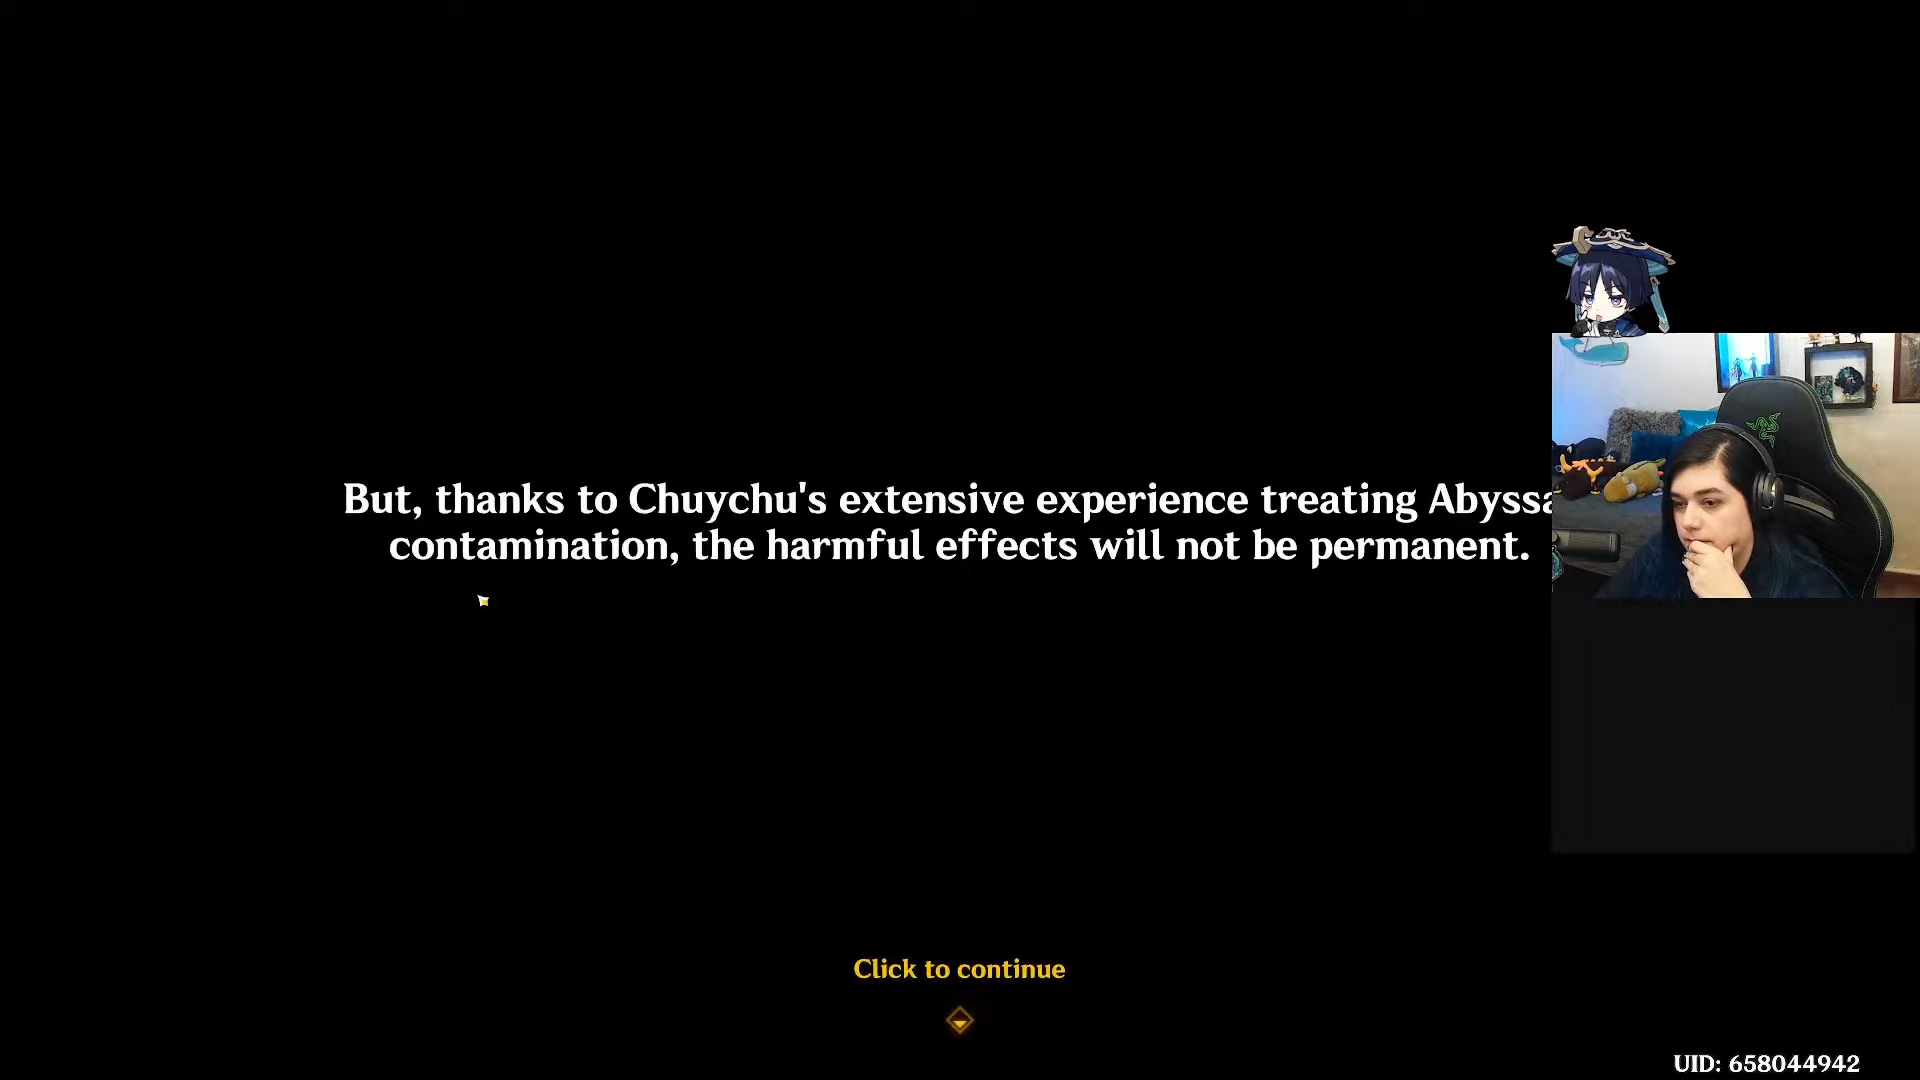 But, thanks to Chuychu's extensive experience treating Abyssa
contamination, the harmful effects will not be permanent.
Click to continue
UID: 658044942